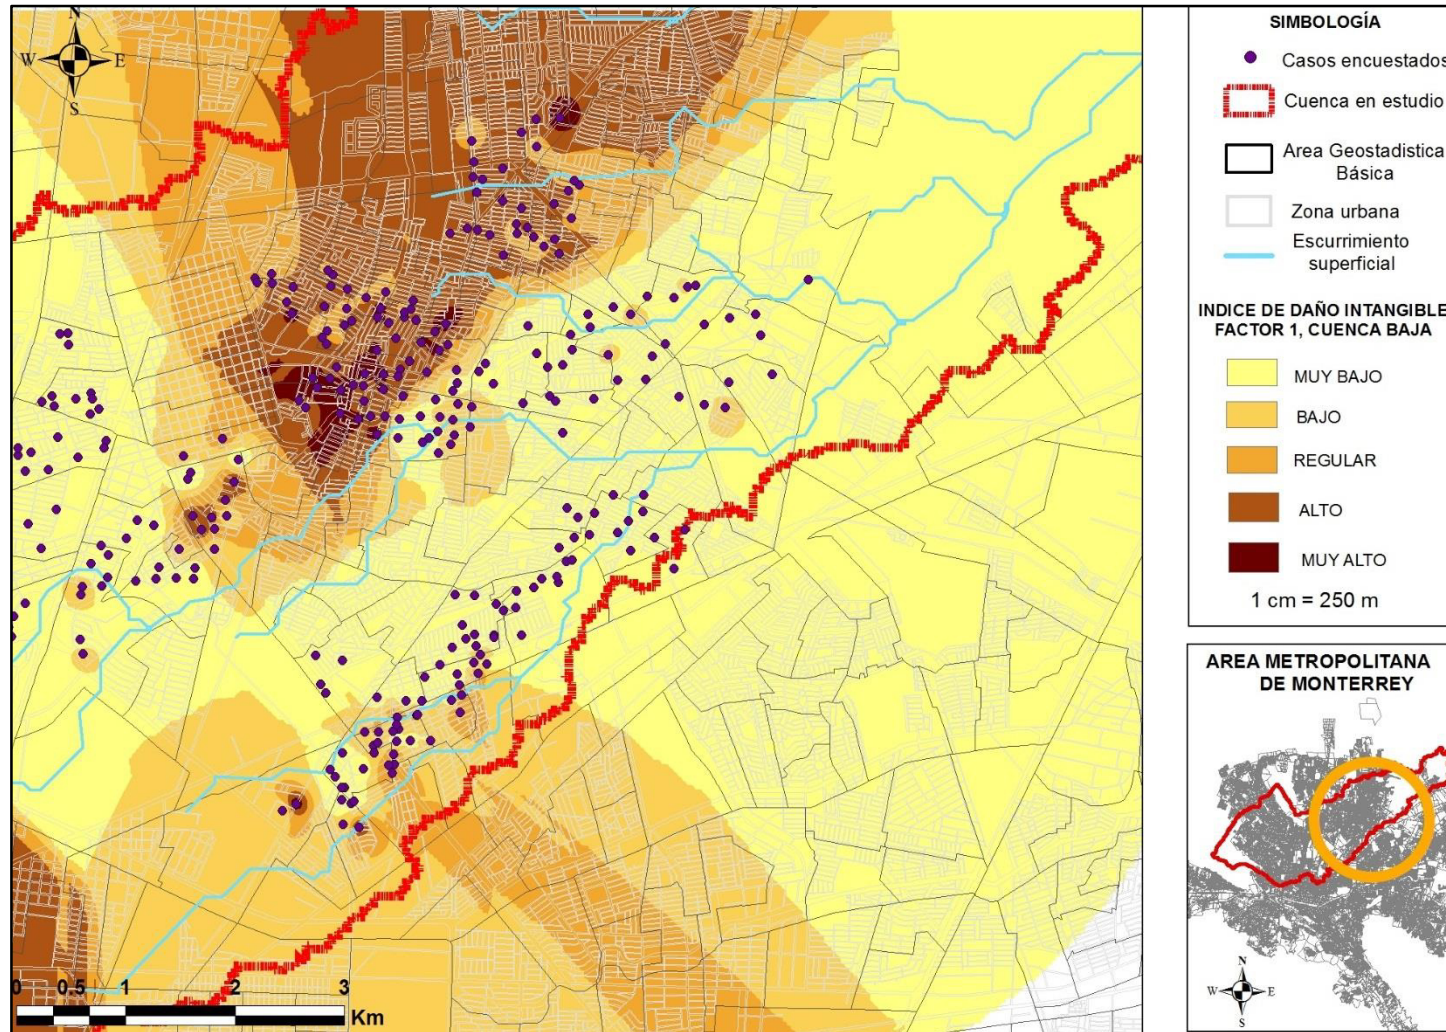 N
W E
S
0 0.5 1 2 3
Km
SIMBOLOGÍA
Casos encuestados
Cuenca en estudio
Area Geostadistica
Básica
Zona urbana
Escurrimiento
superficial
INDICE DE DAÑO INTANGIBLE
FACTOR 1, CUENCA BAJA
MUY BAJO
BAJO
REGULAR
ALTO
MUY ALTO
1 cm = 250 m
AREA METROPOLITANA
DE MONTERREY
N
W E
S